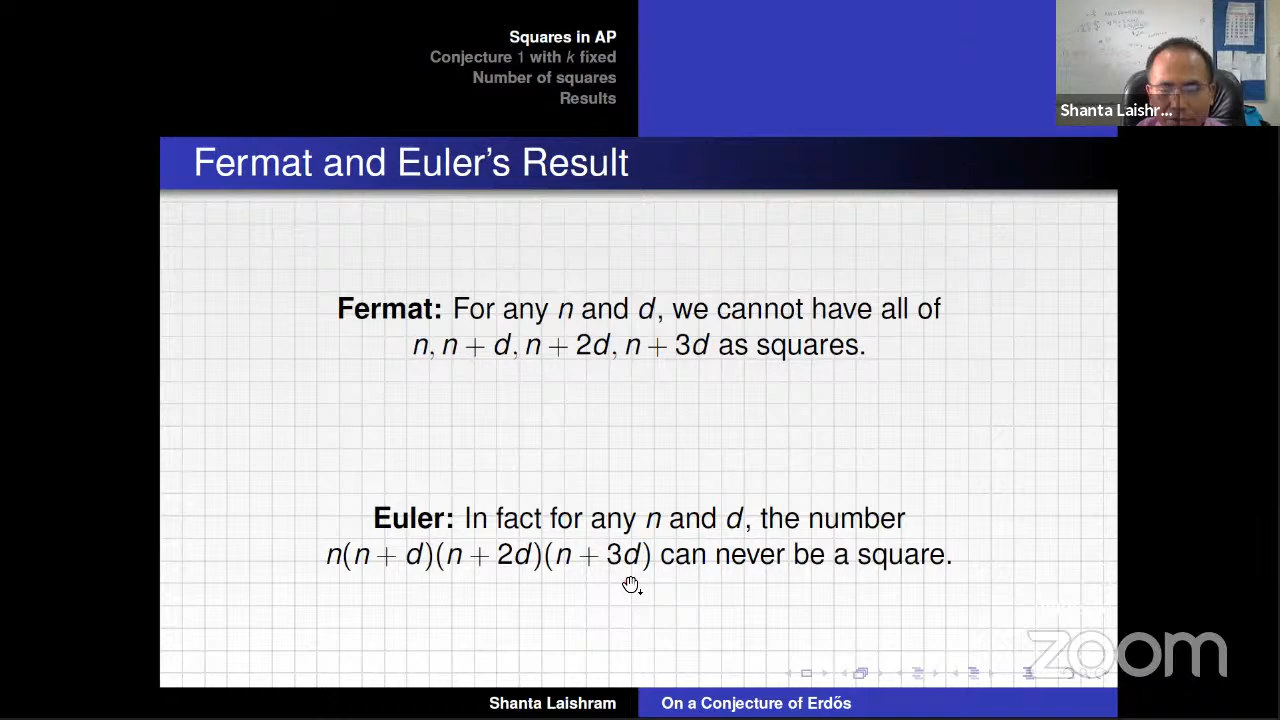 Squares in AP
Conjecture 1 with k fixed
Number of squares
Results
Shanta Laishr...
Fermat and Euler's Result
Fermat: For any n and d, we cannot have all of
n, n + d, n + 2d, n + 3d as squares.
Euler: In fact for any n and d, the number
n(n + d)(n + 2d)(n + 3d) can never be a square.
zoom
Shanta Laishram
On a Conjecture of Erdős